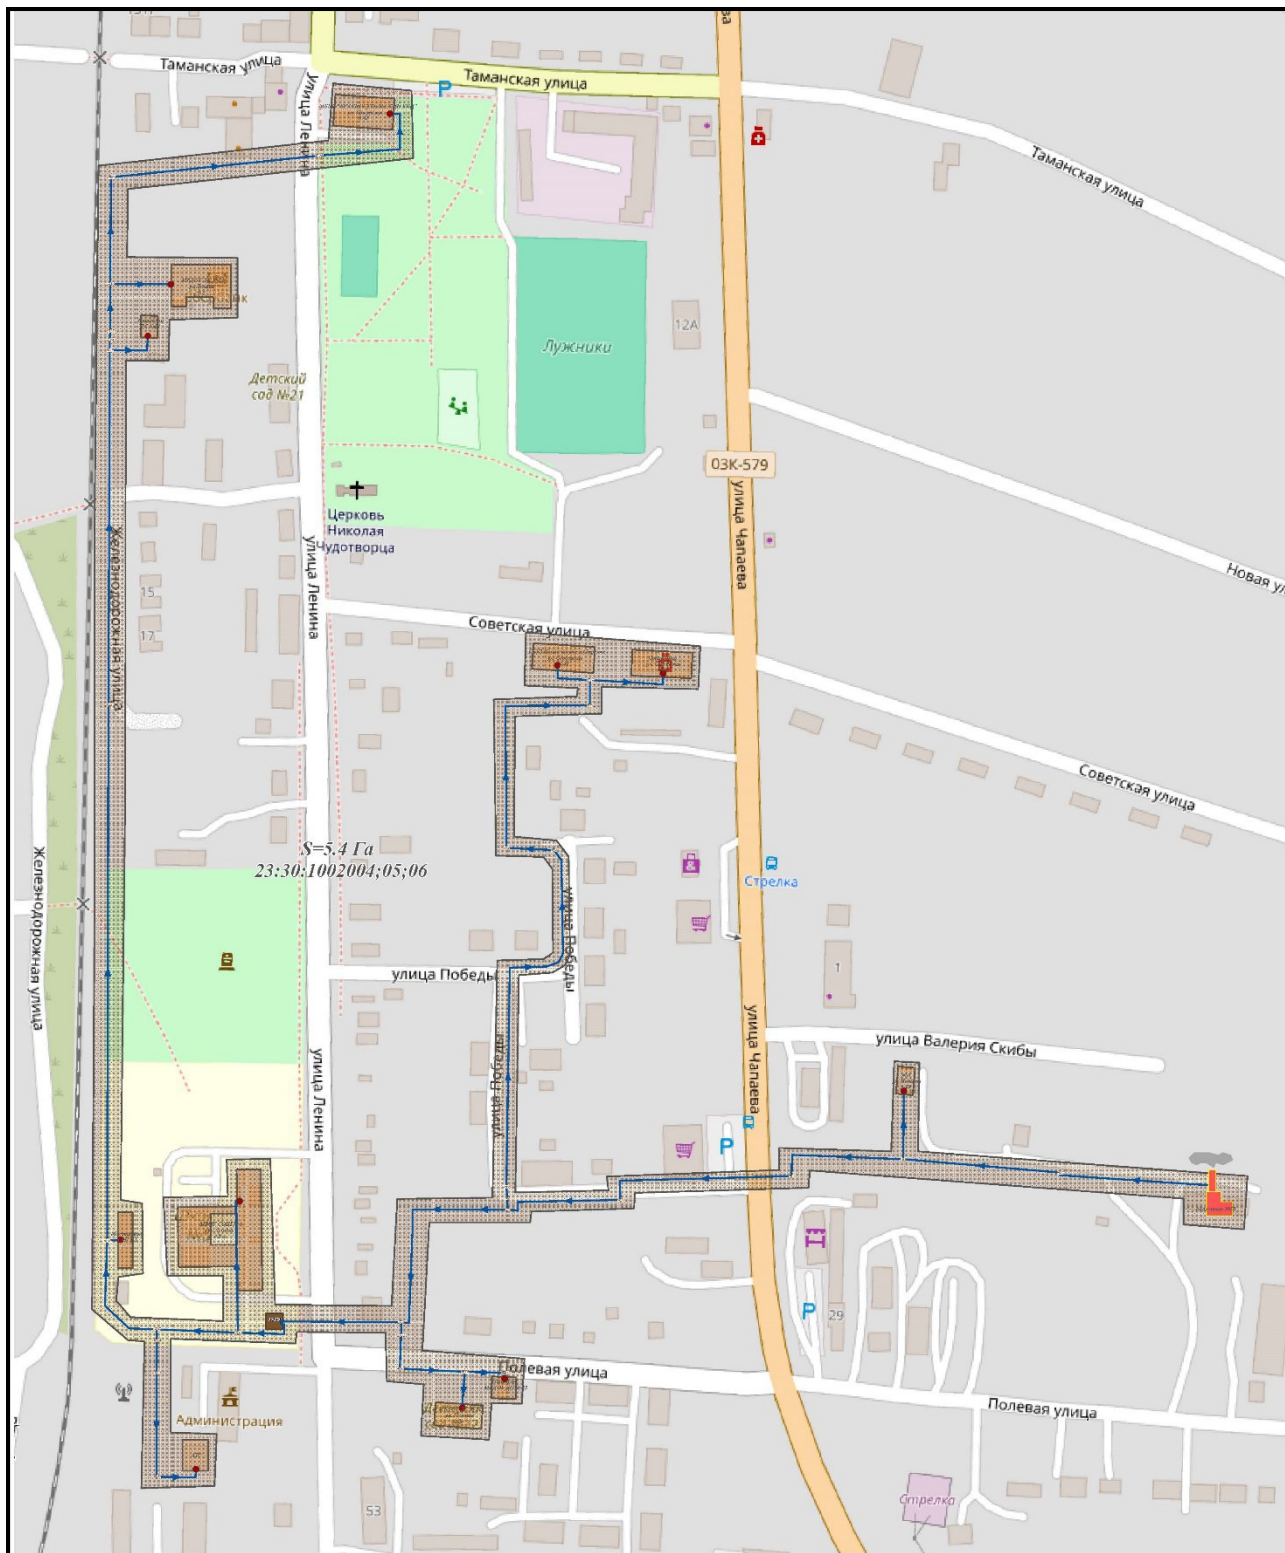 Таманская улица
Таманская улица
P
улица Ленина
Таманская улица
12А
Лужники
Детский
сад №21
03К-579
улица Чапаева
Церковь
Николая
Чудотворца
улица Ленина
Железнодорожная улица
15
17
Новая ул
Советская улица
Советская улица
S=5.4 Га
23:30:1002004;05;06
Стрелка
Железнодорожная улица
улица Победы
улица Победы
1
улица Чапаева
улица Валерия Скибы
улица Победы
улица Ленина
P
P
29
Полевая улица
Полевая улица
Администрация
53
Стрелка